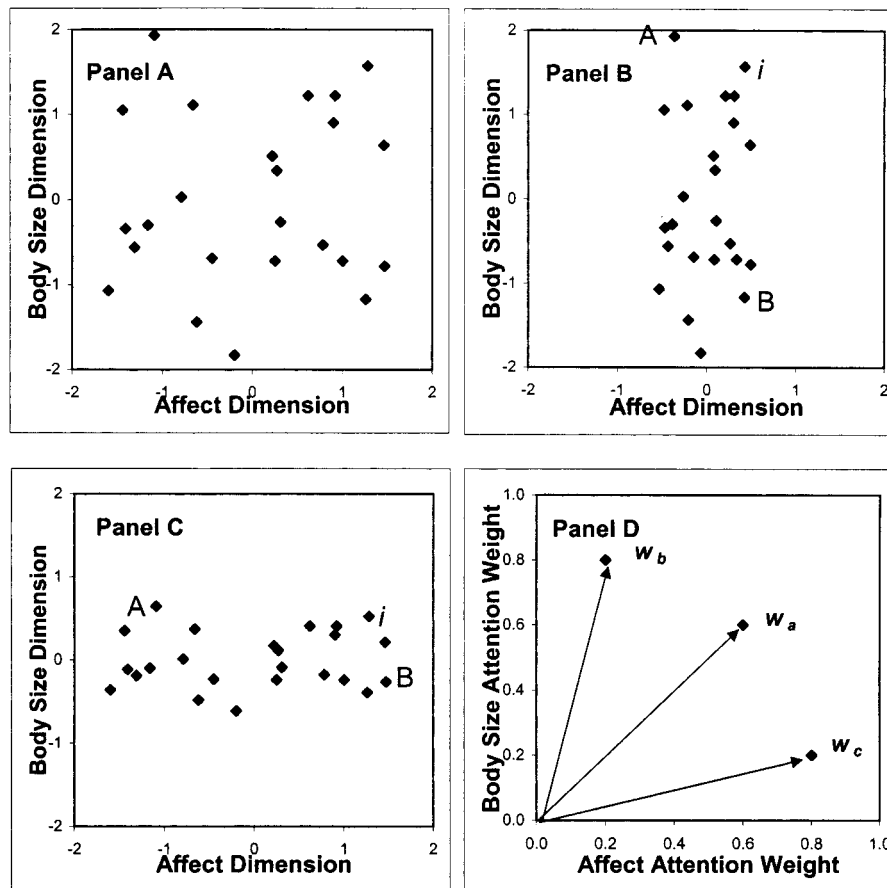 Panel A
Body Size Dimension
2
1
0
-1
-2
-2
-1
0
1
2
Affect Dimension
Panel B
Body Size Dimension
2
1
0
-1
-2
A
i
B
-2
-1
0
1
2
Affect Dimension
Panel C
Body Size Dimension
2
1
0
-1
-2
A
i
B
-2
-1
0
1
2
Affect Dimension
Panel D
Body Size Attention Weight
1.0
0.8
0.6
0.4
0.2
0.0
w b
w a
w c
0.0
0.2
0.4
0.6
0.8
1.0
Affect Attention Weight